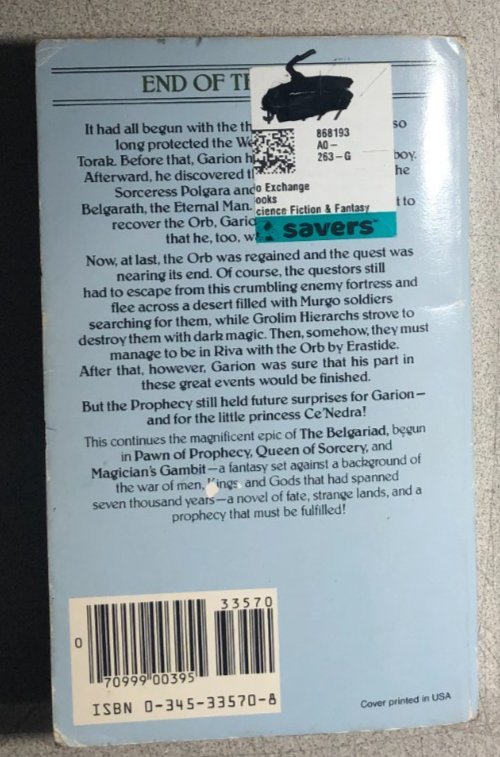 END OF TH
It had all begun with the th so
long protected the We
Torak. Before that, Garion h boy.
Afterward, he discovered t he
Sorceress Polgara and
Belgarath, the Eternal Man. t to
recover the Orb, Gario
that he, too, w
868193
A0-
263-G
o Exchange
ooks
cience Fiction & Fantasy
savers
Now, at last, the Orb was regained and the quest was
nearing its end. Of course, the questors still
had to escape from this crumbling enemy fortress and
flee across a desert filled with Murgo soldiers
searching for them, while Grolim Hierarchs strove to
destroy them with dark magic. Then, somehow, they must
manage to be in Riva with the Orb by Erastide.
After that, however, Garion was sure that his part in
these great events would be finished.
But the Prophecy still held future surprises for Garion—
and for the little princess Ce'Nedra!
This continues the magnificent epic of The Belgariad, begun
in Pawn of Prophecy, Queen of Sorcery, and
Magician's Gambit—a fantasy set against a background of
the war of men, Kings, and Gods that had spanned
seven thousand years—a novel of fate, strange lands, and a
prophecy that must be fulfilled!
33570
0
70999 00395
ISBN 0-345-33570-8
Cover printed in USA